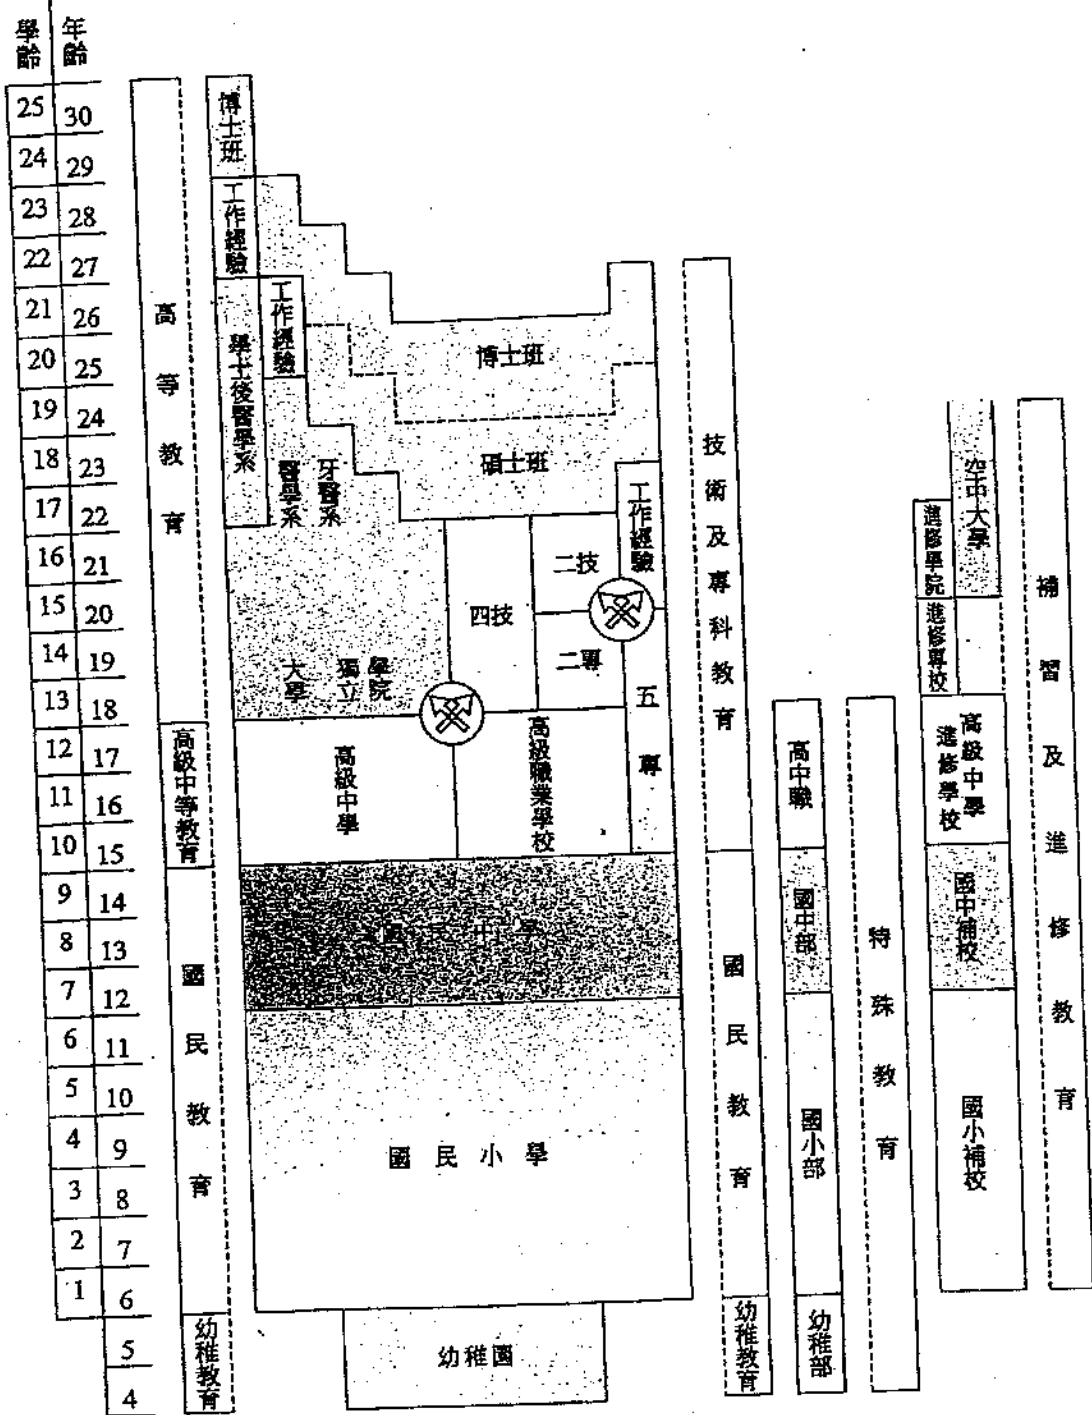 學齡
年齡
25 30
24 29
23 28
22 27
21 26
20 25
19 24
18 23
17 22
16 21
15 20
14 19
13 18
12 17
11 16
10 15
9 14
8 13
7 12
6 11
5 10
4 9
3 8
2 7
1 6
5
4
高等教育
高級中等教育
國民教育
幼稚教育
博士班
工作經驗
學士後醫學系
工作經驗
醫學系
牙醫系
博士班
碩士班
大學
獨立
學院
四技
二技
二專
工作經驗
五專
高級中學
高級職業學校
國民中學
國民小學
幼稚園
技術及專科教育
國民教育
幼稚教育
高中職
國中部
國小部
幼稚部
特殊教育
空中大學
進修學院
進修專校
高級中學
進修學校
國中補校
國小補校
補習及進修教育